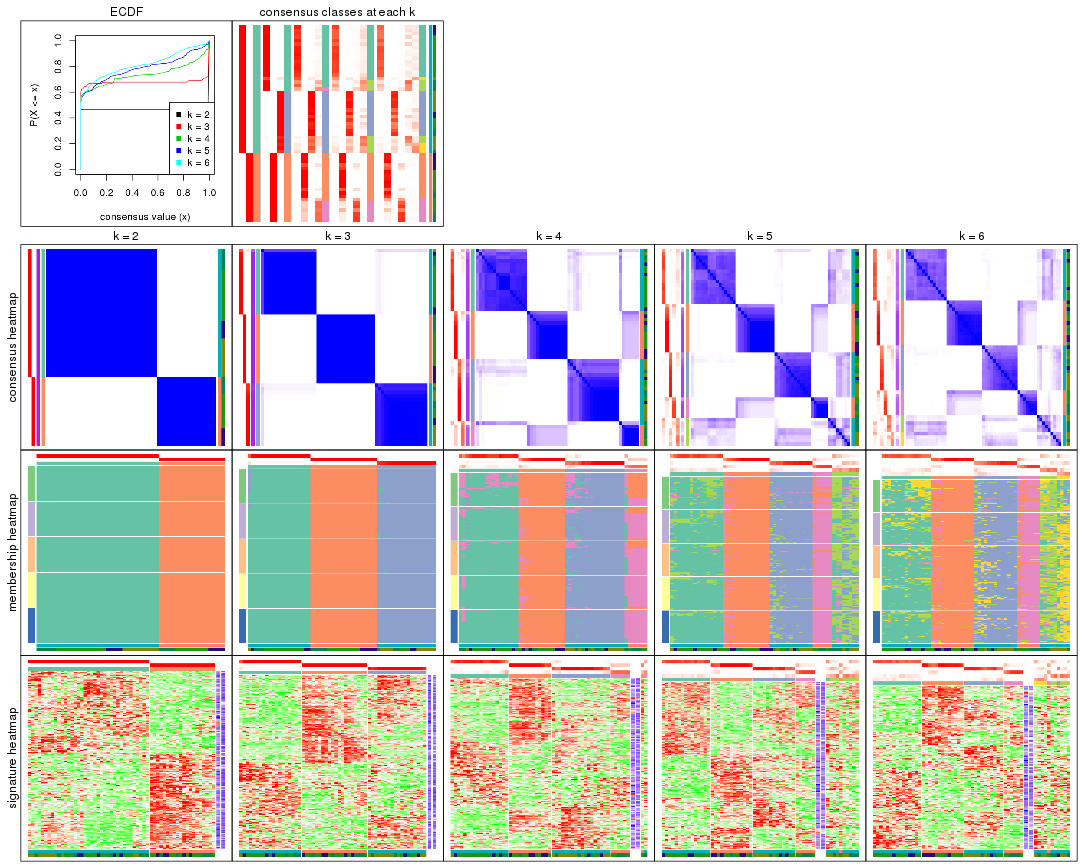 ECDF
consensus classes at each k
P(X <= x)
0.0 0.2 0.4 0.6 0.8 1.0
k = 2
k = 3
k = 4
k = 5
k = 6
0.0 0.2 0.4 0.6 0.8 1.0
consensus value (x)
k = 2
k = 3
k = 4
k = 5
k = 6
consensus heatmap
membership heatmap
signature heatmap